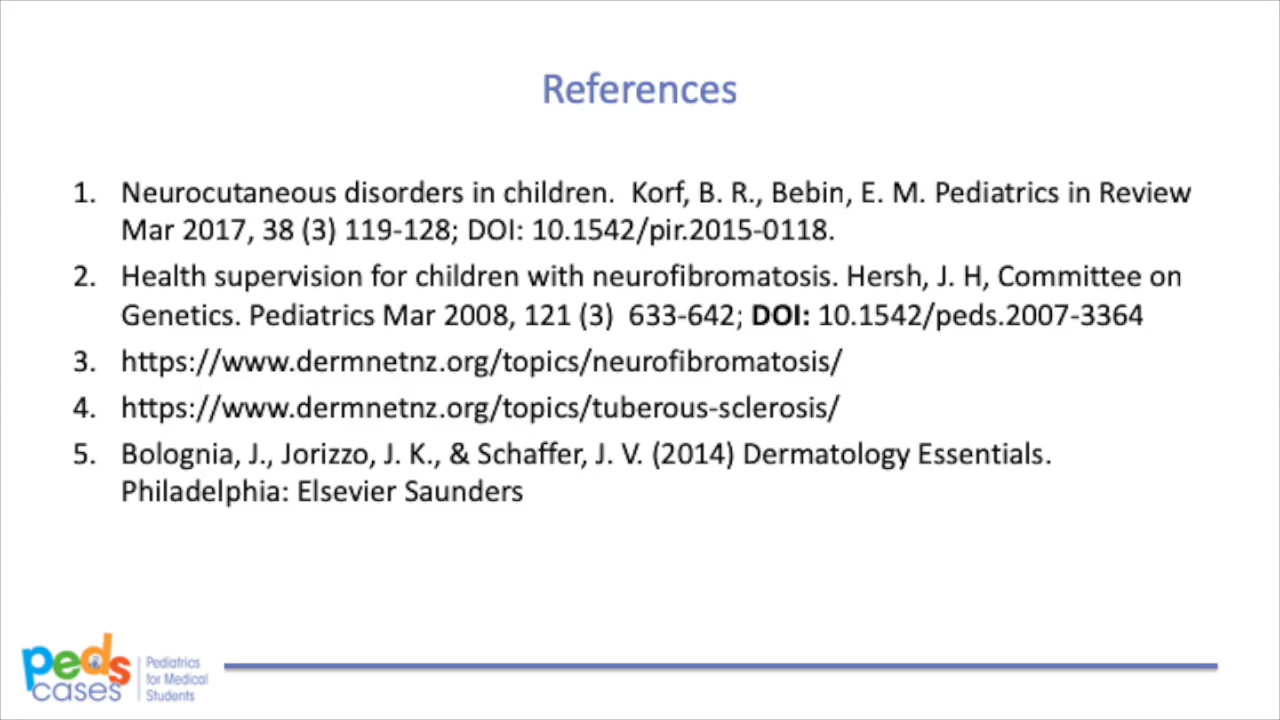 References
1. Neurocutaneous disorders in children.  Korf, B. R., Bebin, E. M. Pediatrics in Review
Mar 2017, 38 (3) 119-128; DOI: 10.1542/pir.2015-0118.
2. Health supervision for children with neurofibromatosis. Hersh, J. H, Committee on
Genetics. Pediatrics Mar 2008, 121 (3)  633-642; DOI: 10.1542/peds.2007-3364
3. https://www.dermnetnz.org/topics/neurofibromatosis/
4. https://www.dermnetnz.org/topics/tuberous-sclerosis/
5. Bolognia, J., Jorizzo, J. K., & Schaffer, J. V. (2014) Dermatology Essentials.
Philadelphia: Elsevier Saunders
peds
cases
Pediatrics
for Medical
Students